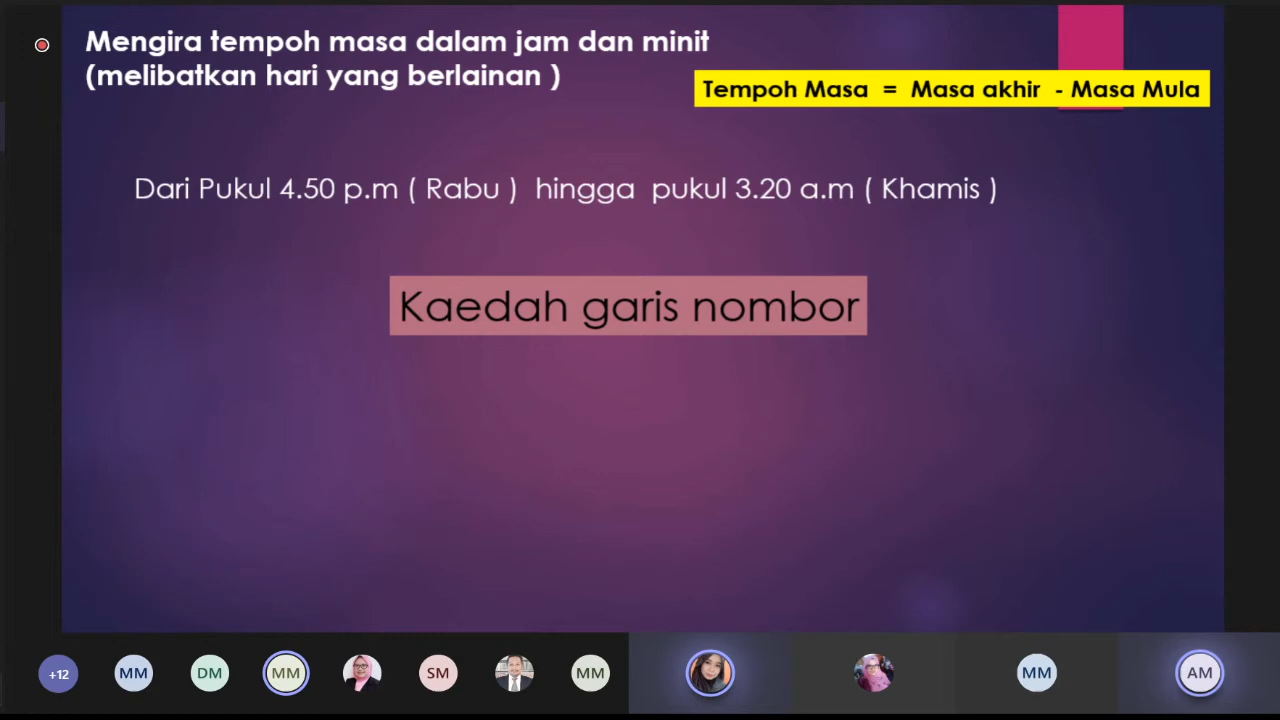 Mengira tempoh masa dalam jam dan minit
(melibatkan hari yang berlainan )
Tempoh Masa = Masa akhir - Masa Mula
Dari Pukul 4.50 p.m ( Rabu ) hingga pukul 3.20 a.m ( Khamis )
Kaedah garis nombor
+12 MM DM MM SM MM MM AM